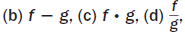 (b) f − g, (c) f • g, (d) f/g,